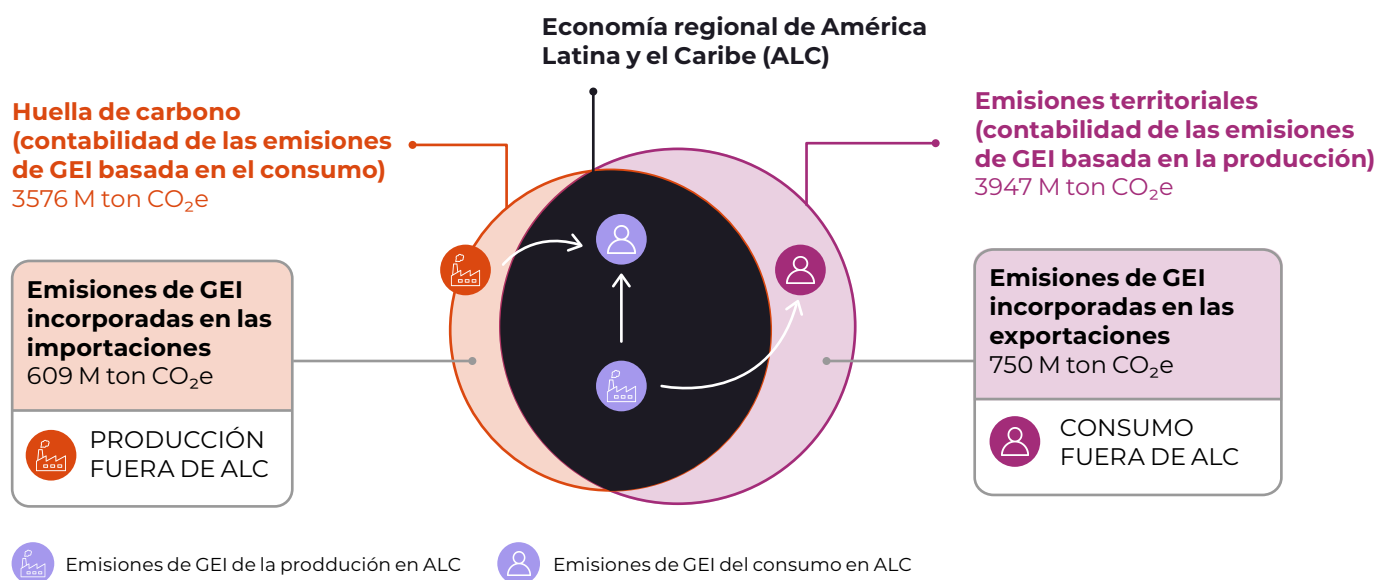 Economía regional de América
Latina y el Caribe (ALC)
Huella de carbono
(contabilidad de las emisiones
de GEI basada en el consumo)
3576 M ton CO₂e
Emisiones territoriales
(contabilidad de las emisiones
de GEI basada en la producción)
3947 M ton CO₂e
Emisiones de GEI
incorporadas en las
importaciones
609 M ton CO₂e
PRODUCCIÓN
FUERA DE ALC
Emisiones de GEI
incorporadas en las
exportaciones
750 M ton CO₂e
CONSUMO
FUERA DE ALC
Emisiones de GEI de la proddución en ALC
Emisiones de GEI del consumo en ALC